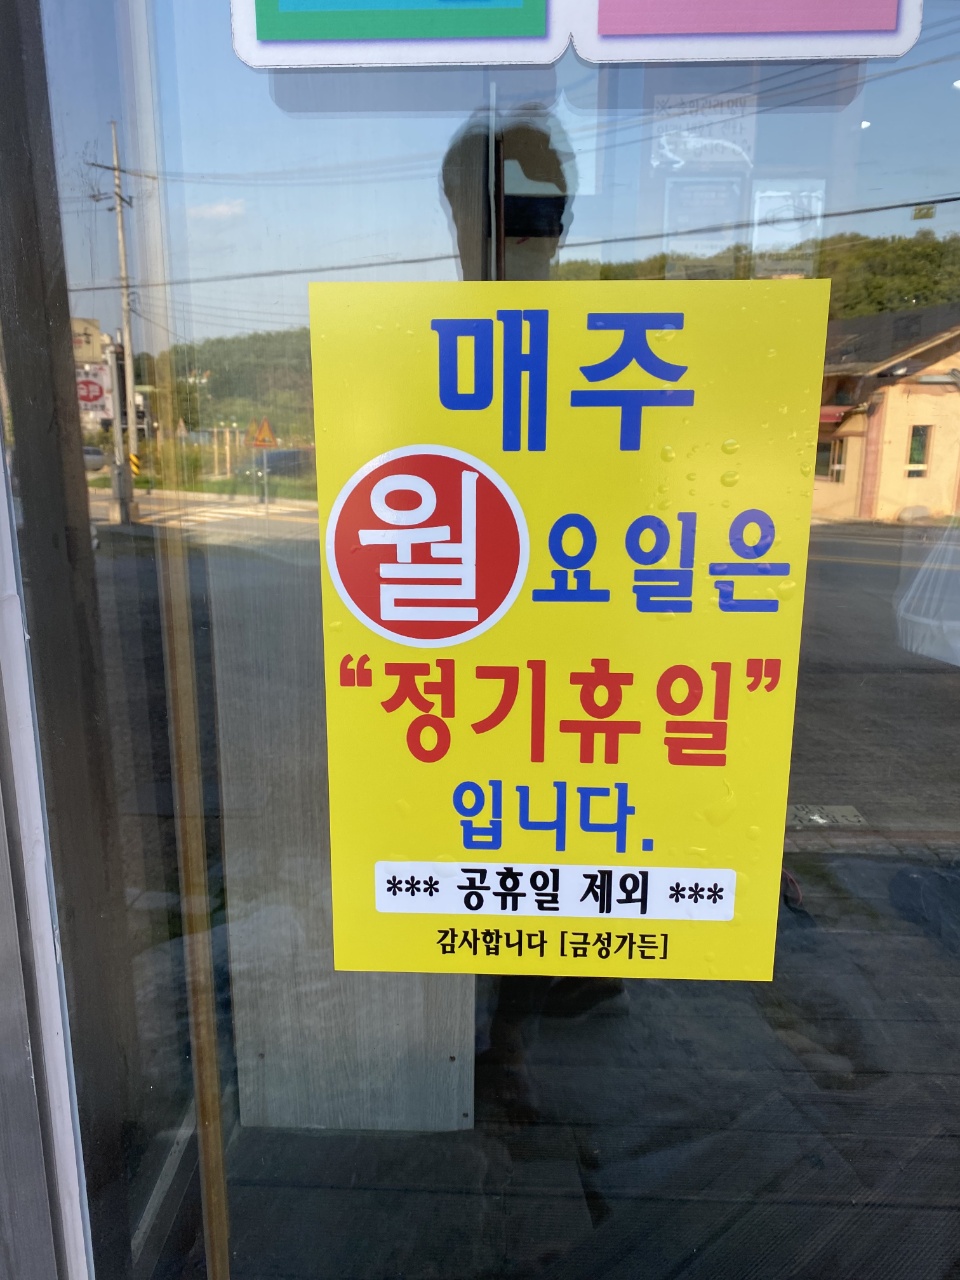 매주
월요일은
“정기휴일”
입니다.
*** 공휴일 제외 ***
감사합니다 [금성가든]